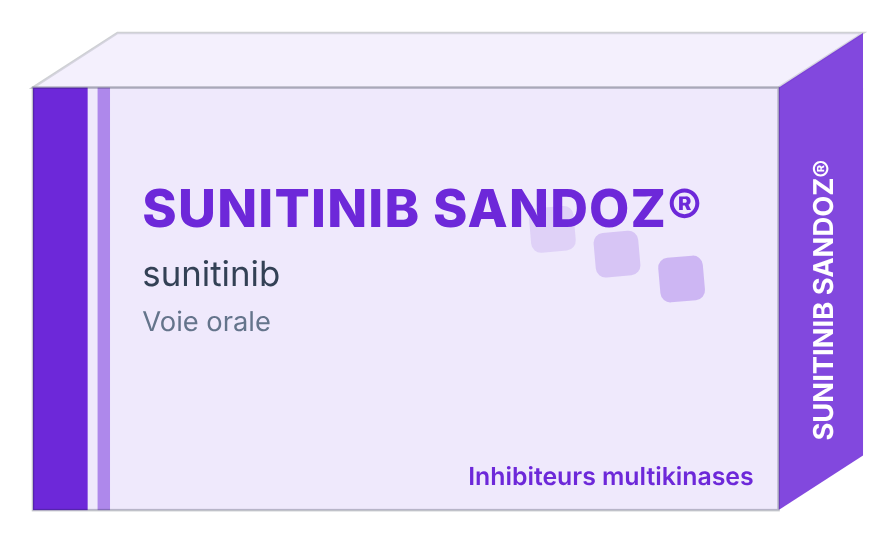 SUNITINIB SANDOZ®
sunitinib
Voie orale
Inhibiteurs multikinases
SUNITINIB SANDOZ®